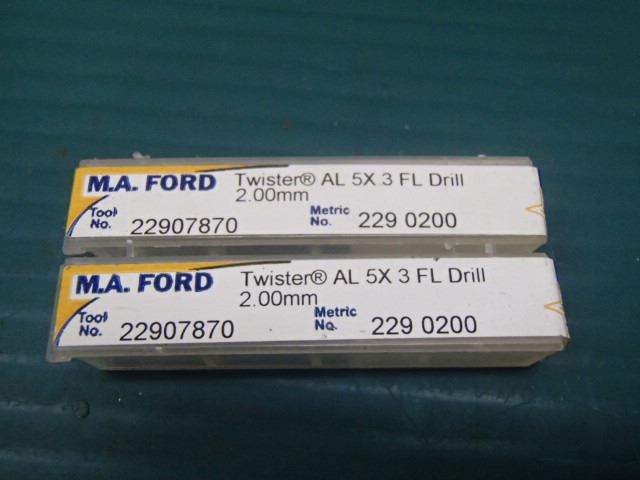 M.A. FORD Twister® AL 5X 3 FL Drill
2.00mm
Tool No. 22907870 Metric No. 229 0200
M.A. FORD Twister® AL 5X 3 FL Drill
2.00mm
Tool No. 22907870 Metric No. 229 0200